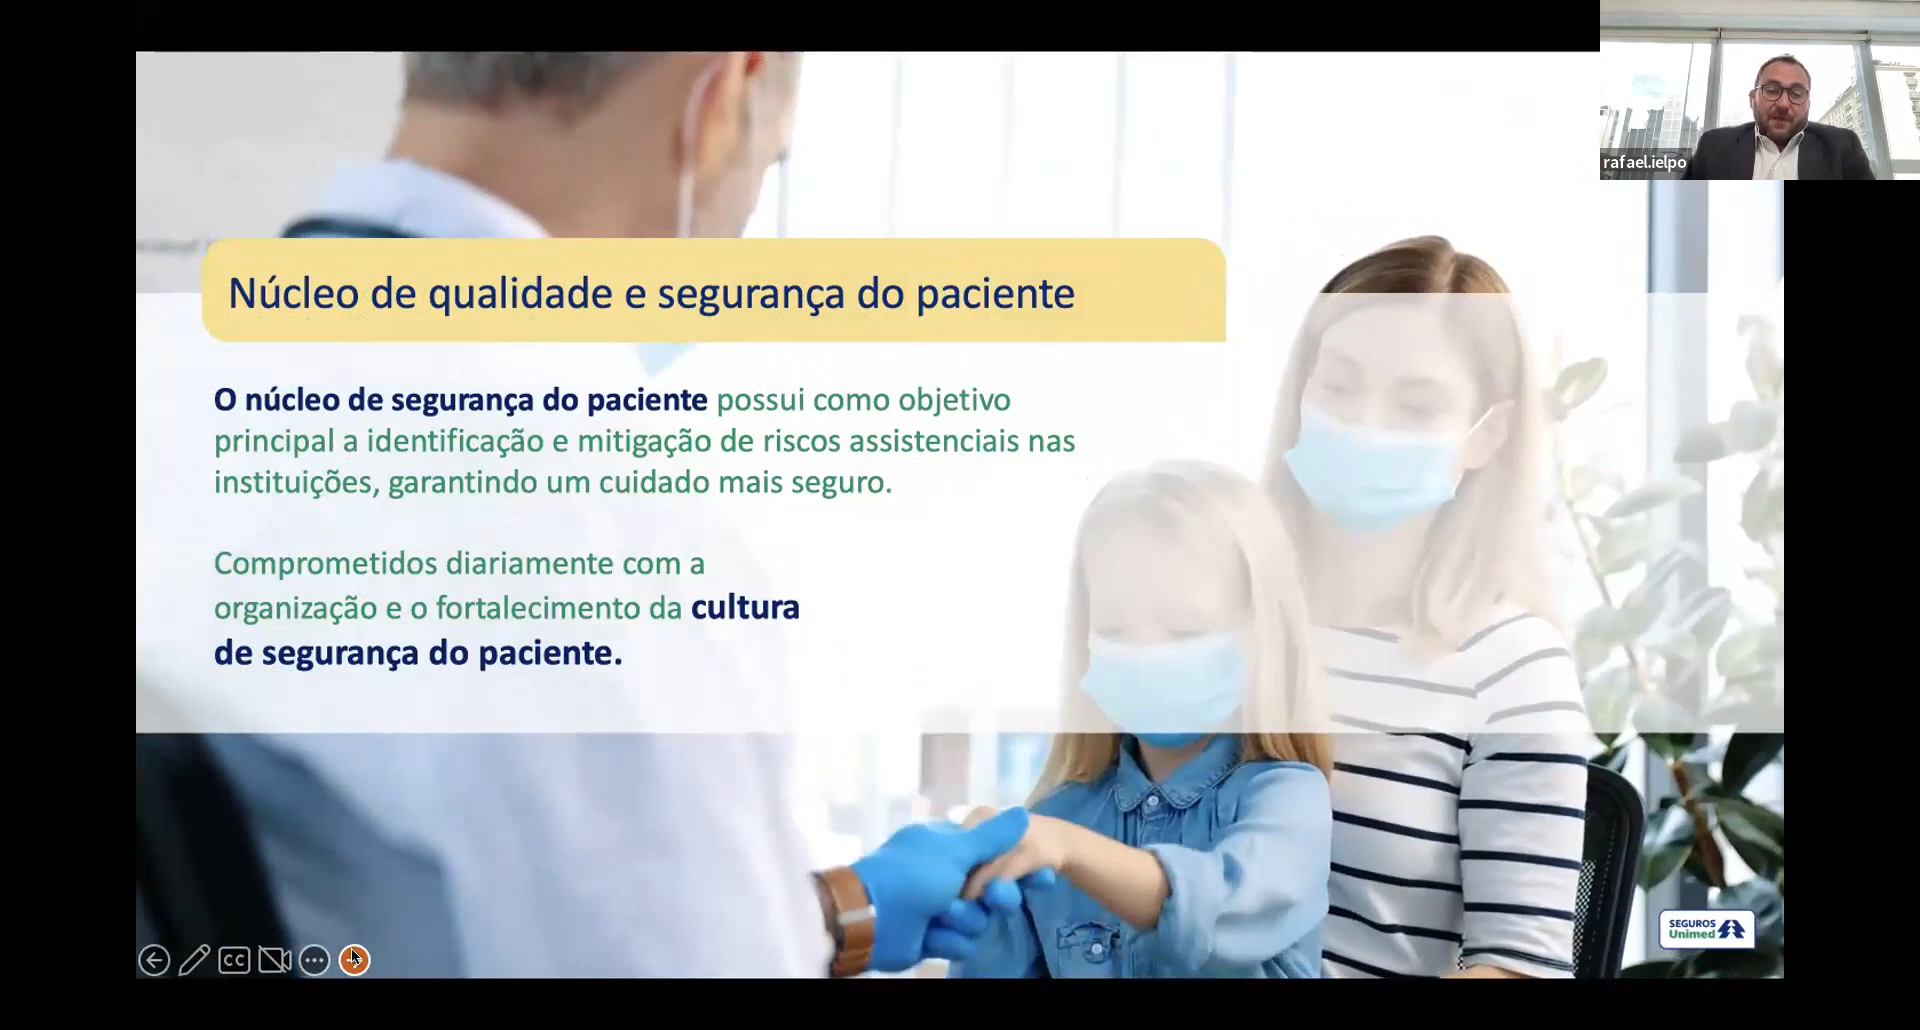 rafael.ielpo
Núcleo de qualidade e segurança do paciente
O núcleo de segurança do paciente possui como objetivo
principal a identificação e mitigação de riscos assistenciais nas
instituições, garantindo um cuidado mais seguro.
Comprometidos diariamente com a
organização e o fortalecimento da cultura
de segurança do paciente.
CC
SEGUROS
Unimed